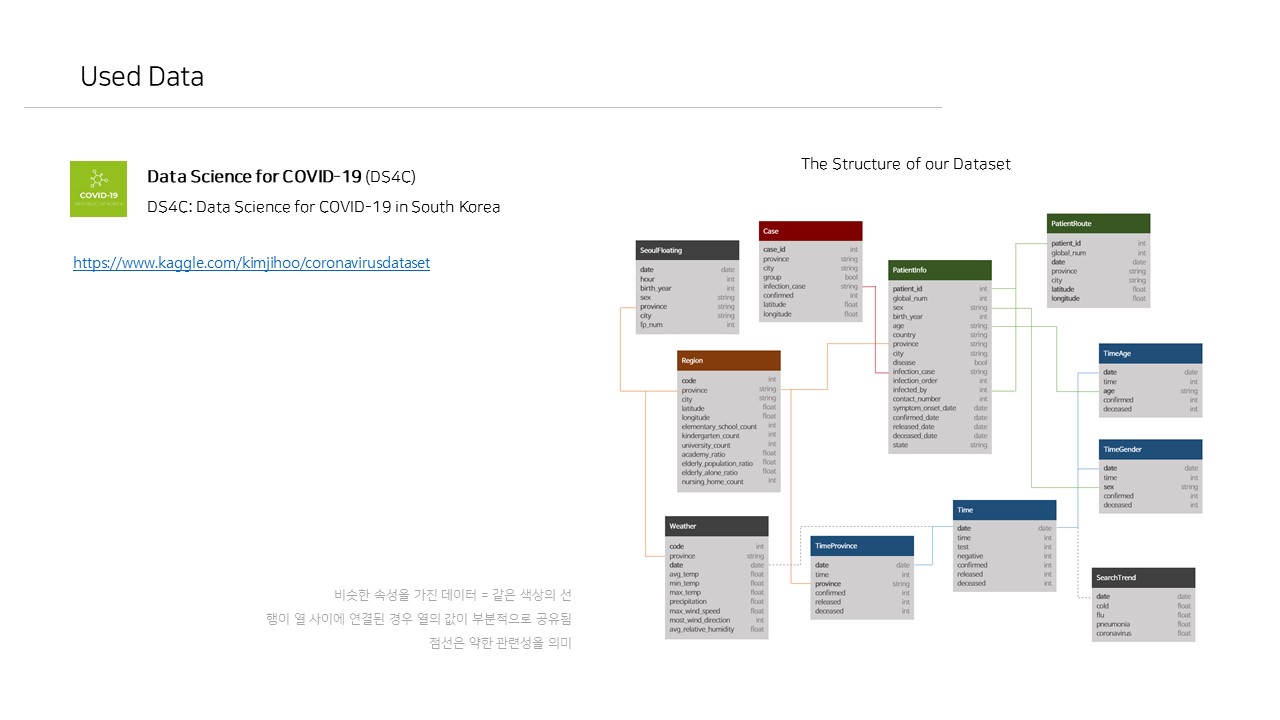 Used Data
COVID-19
Data Science for COVID-19 (DS4C)
DS4C: Data Science for COVID-19 in South Korea
https://www.kaggle.com/kimjihoo/coronavirusdataset
비슷한 속성을 가진 데이터 = 같은 색상의 선
행이 열 사이에 연결된 경우 열의 값이 부분적으로 공유됨
점선은 약한 관련성을 의미
The Structure of our Dataset
SeoulFloating
date date
hour int
birth_year int
sex string
province string
city string
fp_num int
Case
case_id int
province string
city string
group bool
infection_case string
confirmed int
latitude float
longitude float
PatientInfo
patient_id int
global_num int
sex string
birth_year int
age string
country string
province string
city string
disease bool
infection_case string
infection_order int
infected_by int
contact_number int
symptom_onset_date date
confirmed_date date
released_date date
deceased_date date
state string
PatientRoute
patient_id int
global_num int
date date
province string
city string
latitude float
longitude float
Region
code int
province string
city string
latitude float
longitude float
elementary_school_count int
kindergarten_count int
university_count int
academy_ratio float
elderly_population_ratio float
elderly_alone_ratio float
nursing_home_count int
TimeAge
date date
time int
age string
confirmed int
deceased int
TimeGender
date date
time int
sex string
confirmed int
deceased int
Weather
code int
province string
date date
avg_temp float
min_temp float
max_temp float
precipitation float
max_wind_speed float
most_wind_direction int
avg_relative_humidity float
TimeProvince
date date
time int
province string
confirmed int
released int
deceased int
Time
date date
time int
test int
negative int
confirmed int
released int
deceased int
SearchTrend
date date
cold float
flu float
pneumonia float
coronavirus float